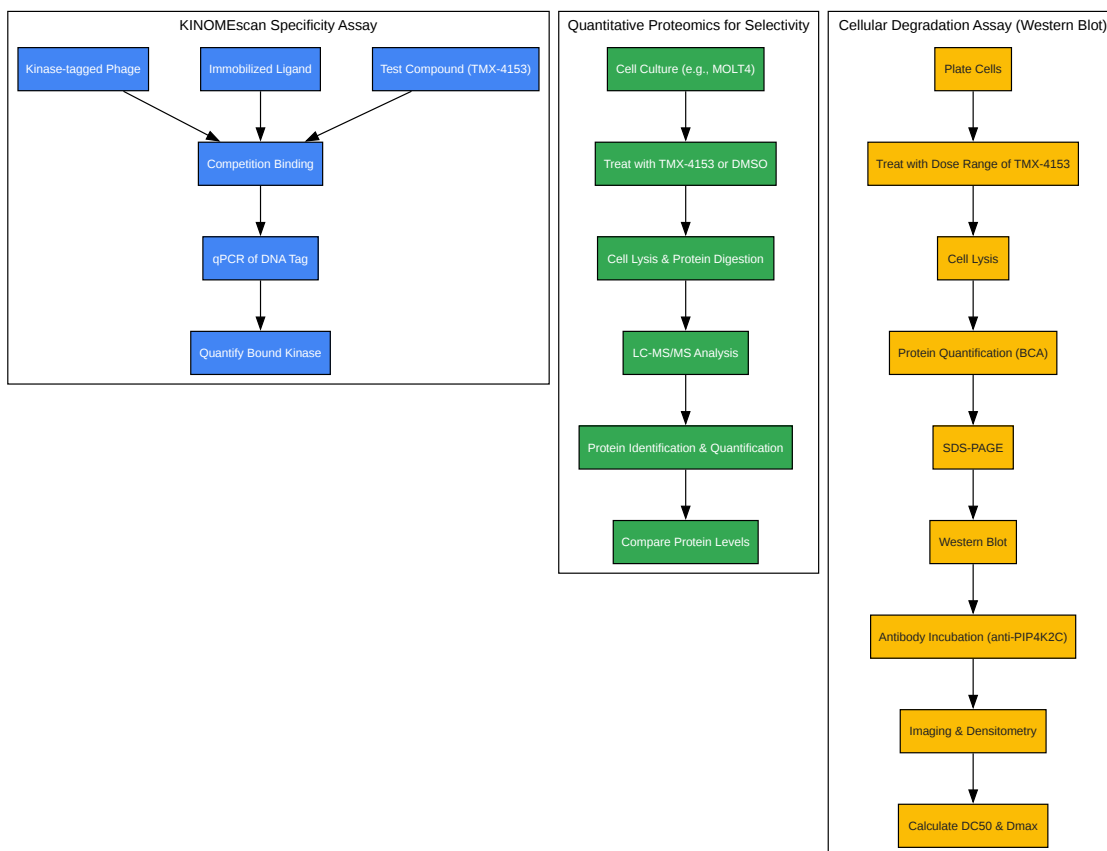 KINOMEscan Specificity Assay
Kinase-tagged Phage
Immobilized Ligand
Test Compound (TMX-4153)
Competition Binding
qPCR of DNA Tag
Quantify Bound Kinase
Quantitative Proteomics for Selectivity
Cell Culture (e.g., MOLT4)
Treat with TMX-4153 or DMSO
Cell Lysis & Protein Digestion
LC-MS/MS Analysis
Protein Identification & Quantification
Compare Protein Levels
Cellular Degradation Assay (Western Blot)
Plate Cells
Treat with Dose Range of TMX-4153
Cell Lysis
Protein Quantification (BCA)
SDS-PAGE
Western Blot
Antibody Incubation (anti-PIP4K2C)
Imaging & Densitometry
Calculate DC50 & Dmax